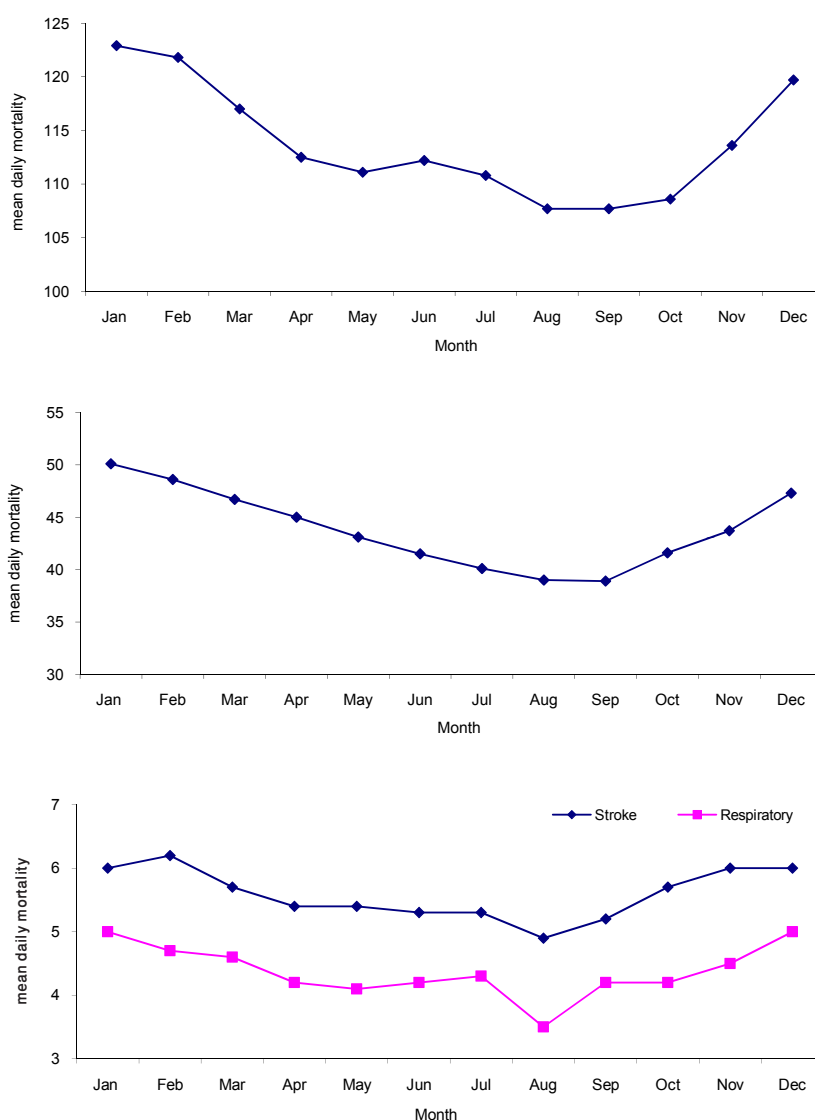 125
120
115
110
105
100
mean daily mortality
Jan Feb Mar Apr May Jun Jul Aug Sep Oct Nov Dec
Month
55
50
45
40
35
30
mean daily mortality
Jan Feb Mar Apr May Jun Jul Aug Sep Oct Nov Dec
Month
7
6
5
4
3
mean daily mortality
Stroke Respiratory
Jan Feb Mar Apr May Jun Jul Aug Sep Oct Nov Dec
Month